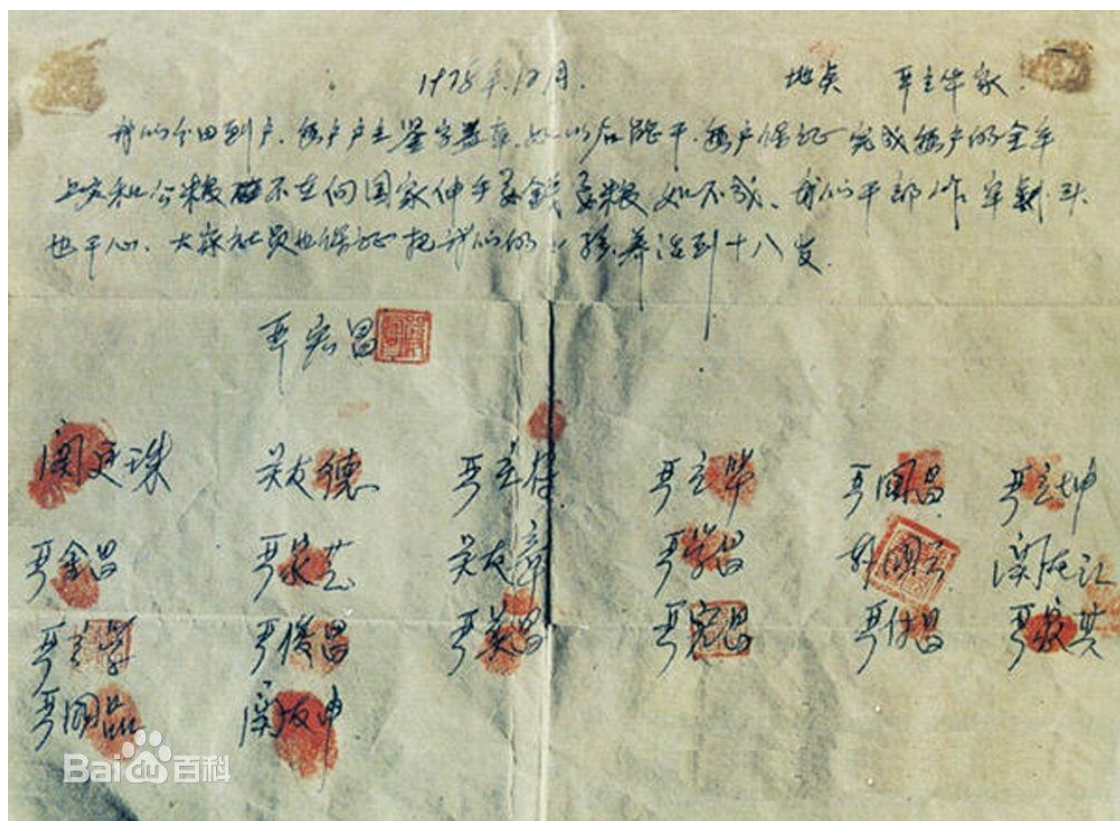 1978年12月. 地点 严立华家.
我们分田到户.每户户主签字盖章.如以后能干.每户保证完成每户的全年
上交和公粮不在向国家伸手要钱要粮如不成、我们干部作牢刹头
也干心、大家社员也保证把我们的小孩养活到十八岁.
严宏昌
关廷珠 关友德 严立符 严立华 严国昌 严立坤
严金昌 严家芝 关友章 严学昌 韩国云 关友江
严立学 严俊昌 严美昌 严宏昌 严付昌 严家其
严国品 关友申
Baidu百科